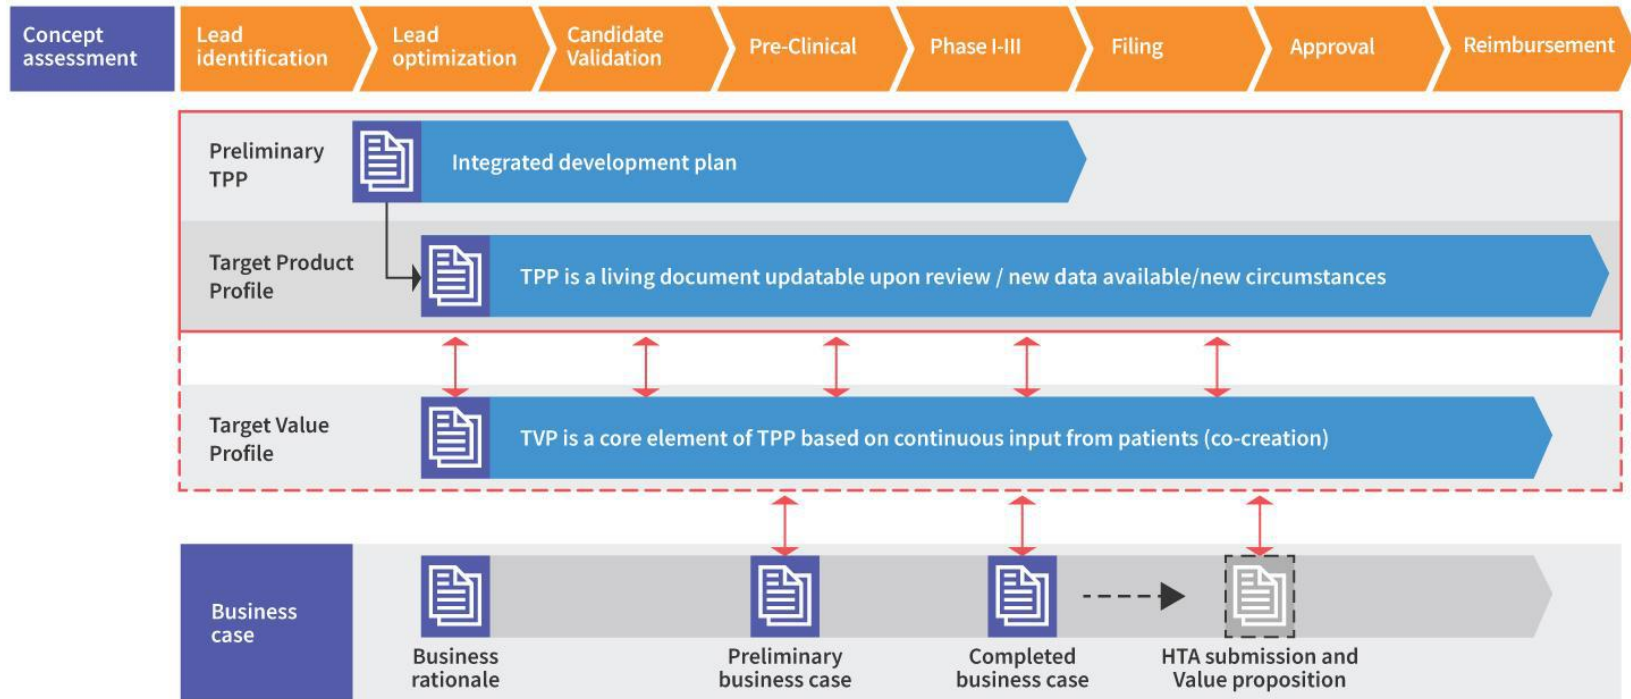 Concept
assessment
Lead
identification
Lead
optimization
Candidate
Validation
Pre-Clinical
Phase I-III
Filing
Approval
Reimbursement
Preliminary
TPP
Integrated development plan
Target Product
Profile
TPP is a living document updatable upon review / new data available/new circumstances
Target Value
Profile
TVP is a core element of TPP based on continuous input from patients (co-creation)
Business
case
Business
rationale
Preliminary
business case
Completed
business case
HTA submission and
Value proposition